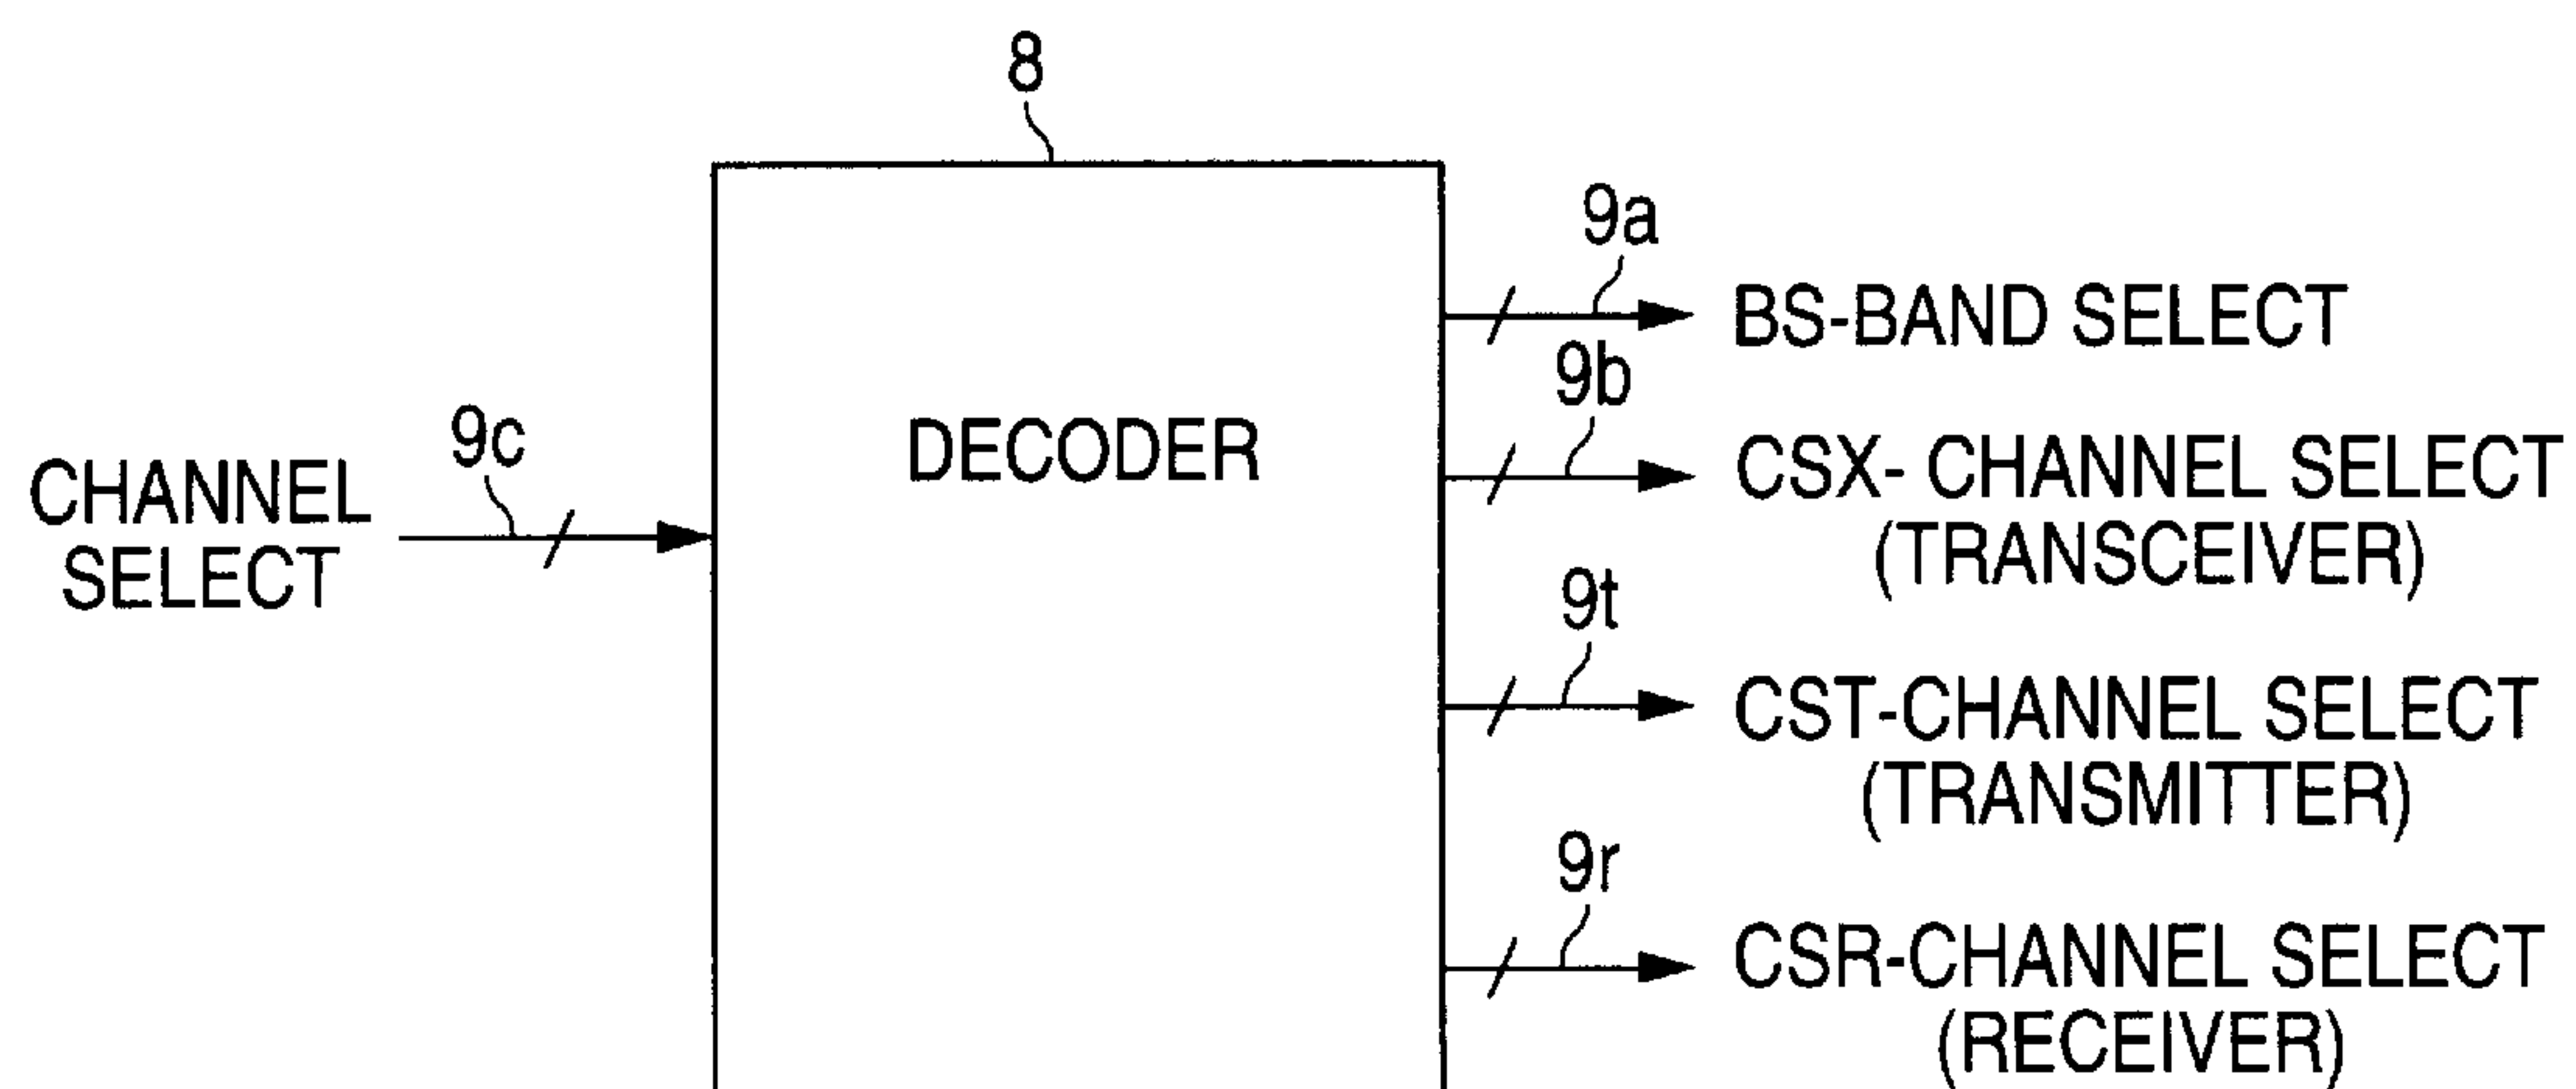 8
9a
BS-BAND SELECT
9b
CSX- CHANNEL SELECT
(TRANSCEIVER)
DECODER
9c
CHANNEL
SELECT
9t
CST-CHANNEL SELECT
(TRANSMITTER)
9r
CSR-CHANNEL SELECT
(RECEIVER)